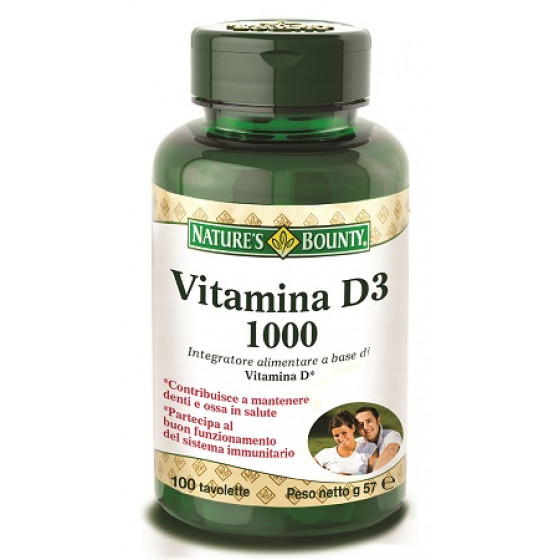 NATURE'S BOUNTY®
Vitamina D3
1000
Integratore alimentare a base di
Vitamina D*
*Contribuisce a mantenere
denti e ossa in salute
*Partecipa al
buon funzionamento
del sistema immunitario
100 tavolette Peso netto g 57 ℮